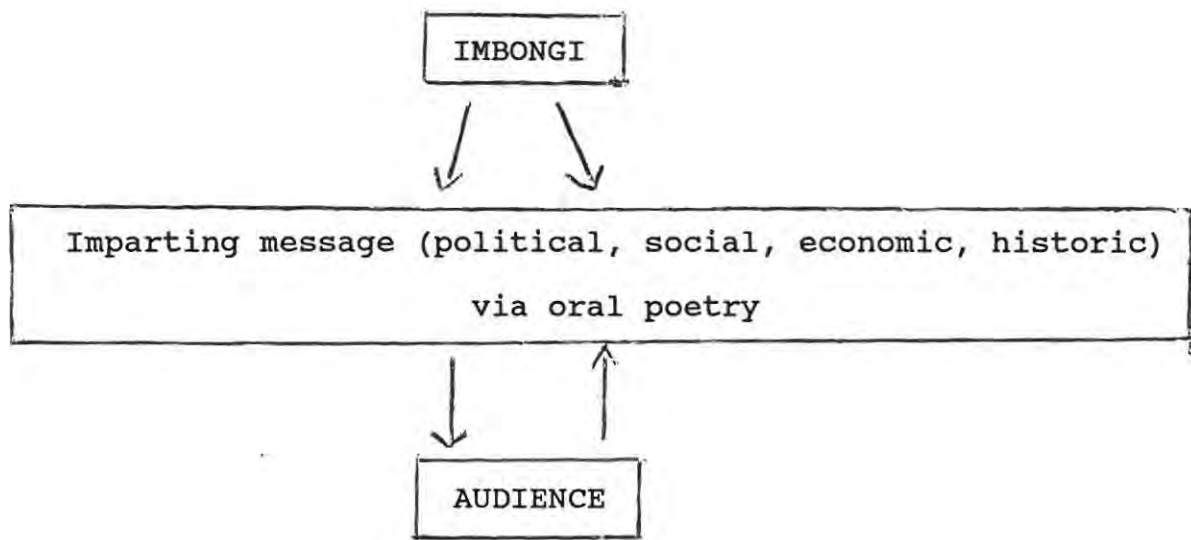 IMBONGI
Imparting message (political, social, economic, historic)
via oral poetry
AUDIENCE